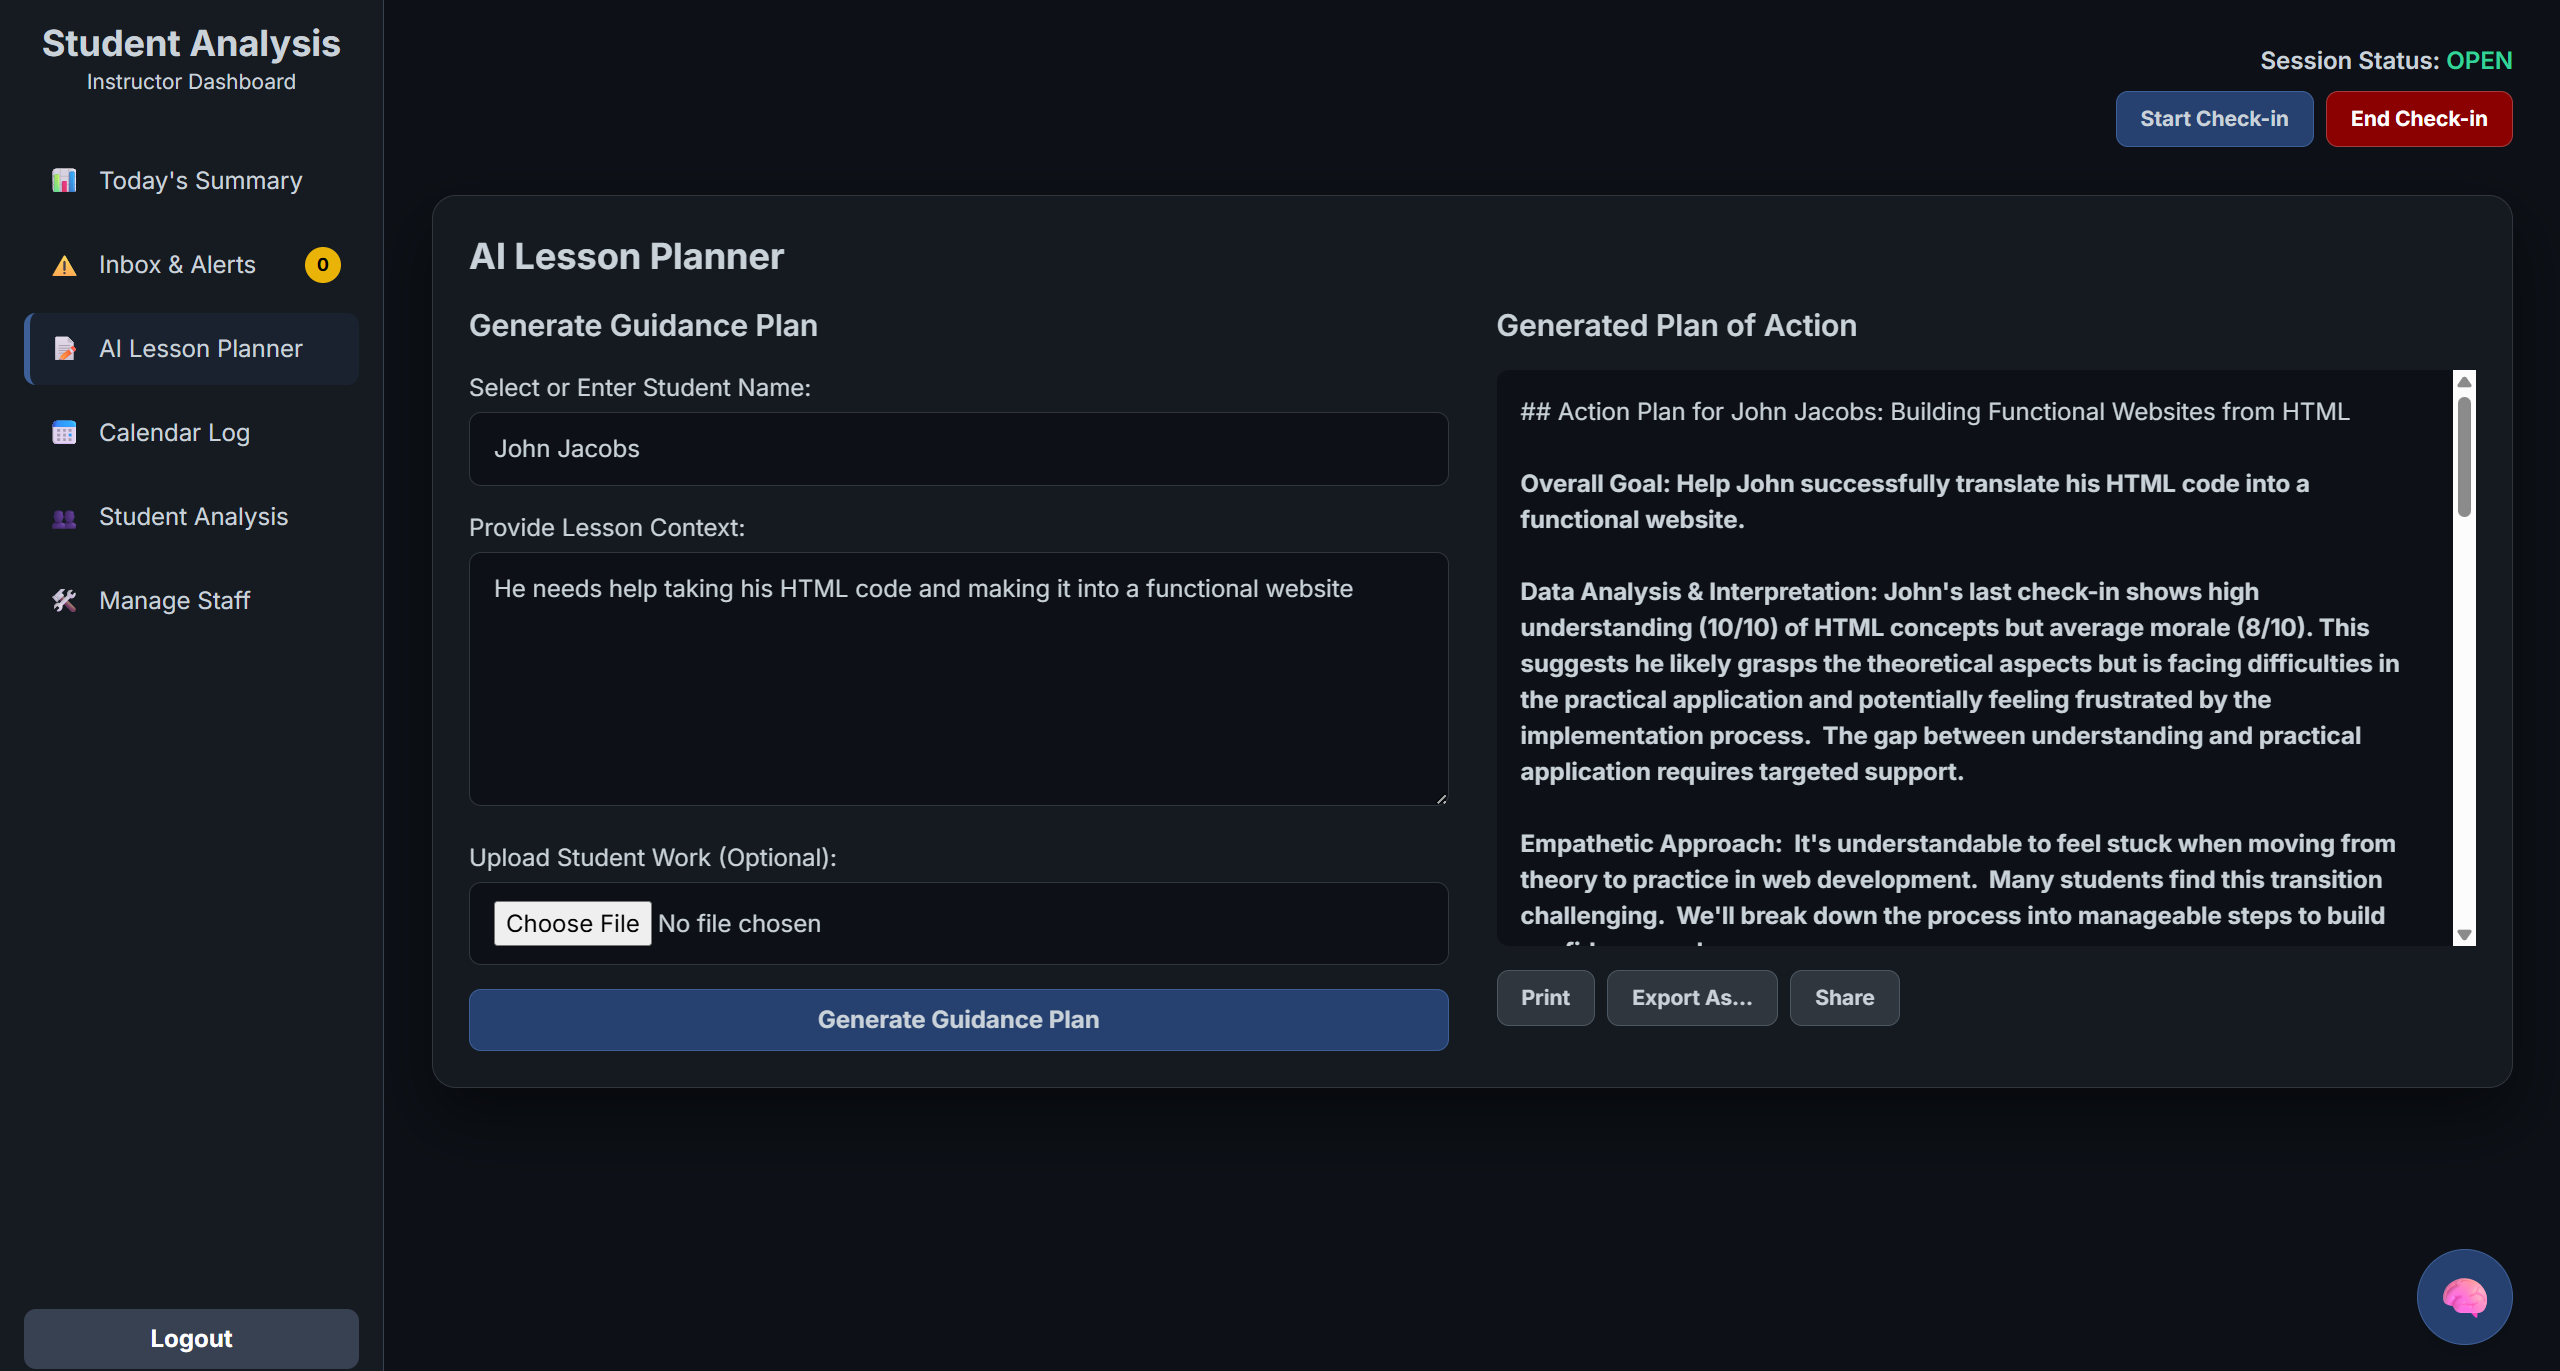 Student Analysis
Instructor Dashboard
Today's Summary
Inbox & Alerts
0
AI Lesson Planner
Calendar Log
Student Analysis
Manage Staff
Logout
Session Status: OPEN
Start Check-in
End Check-in
AI Lesson Planner
Generate Guidance Plan
Select or Enter Student Name:
John Jacobs
Provide Lesson Context:
He needs help taking his HTML code and making it into a functional website
Upload Student Work (Optional):
Choose File No file chosen
Generate Guidance Plan
Generated Plan of Action
## Action Plan for John Jacobs: Building Functional Websites from HTML
Overall Goal: Help John successfully translate his HTML code into a
functional website.
Data Analysis & Interpretation: John's last check-in shows high
understanding (10/10) of HTML concepts but average morale (8/10). This
suggests he likely grasps the theoretical aspects but is facing difficulties in
the practical application and potentially feeling frustrated by the
implementation process.  The gap between understanding and practical
application requires targeted support.
Empathetic Approach:  It's understandable to feel stuck when moving from
theory to practice in web development.  Many students find this transition
challenging.  We'll break down the process into manageable steps to build
Print
Export As...
Share